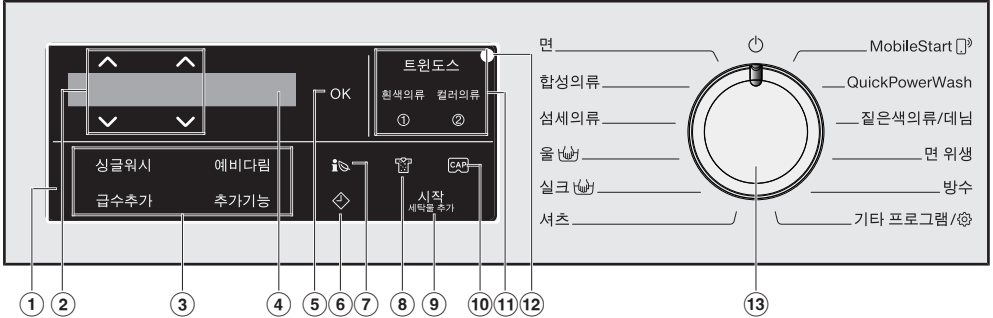 트윈도스
흰색의류 컬러의류
① ②
OK
싱글워시 예비다림
급수추가 추가기능
CAP
시작
세탁물 추가
면
합성의류
섬세의류
울
실크
셔츠
MobileStart
QuickPowerWash
짙은색의류/데님
면 위생
방수
기타 프로그램/
① ② ③ ④ ⑤ ⑥ ⑦ ⑧ ⑨ ⑩ ⑪ ⑫ ⑬